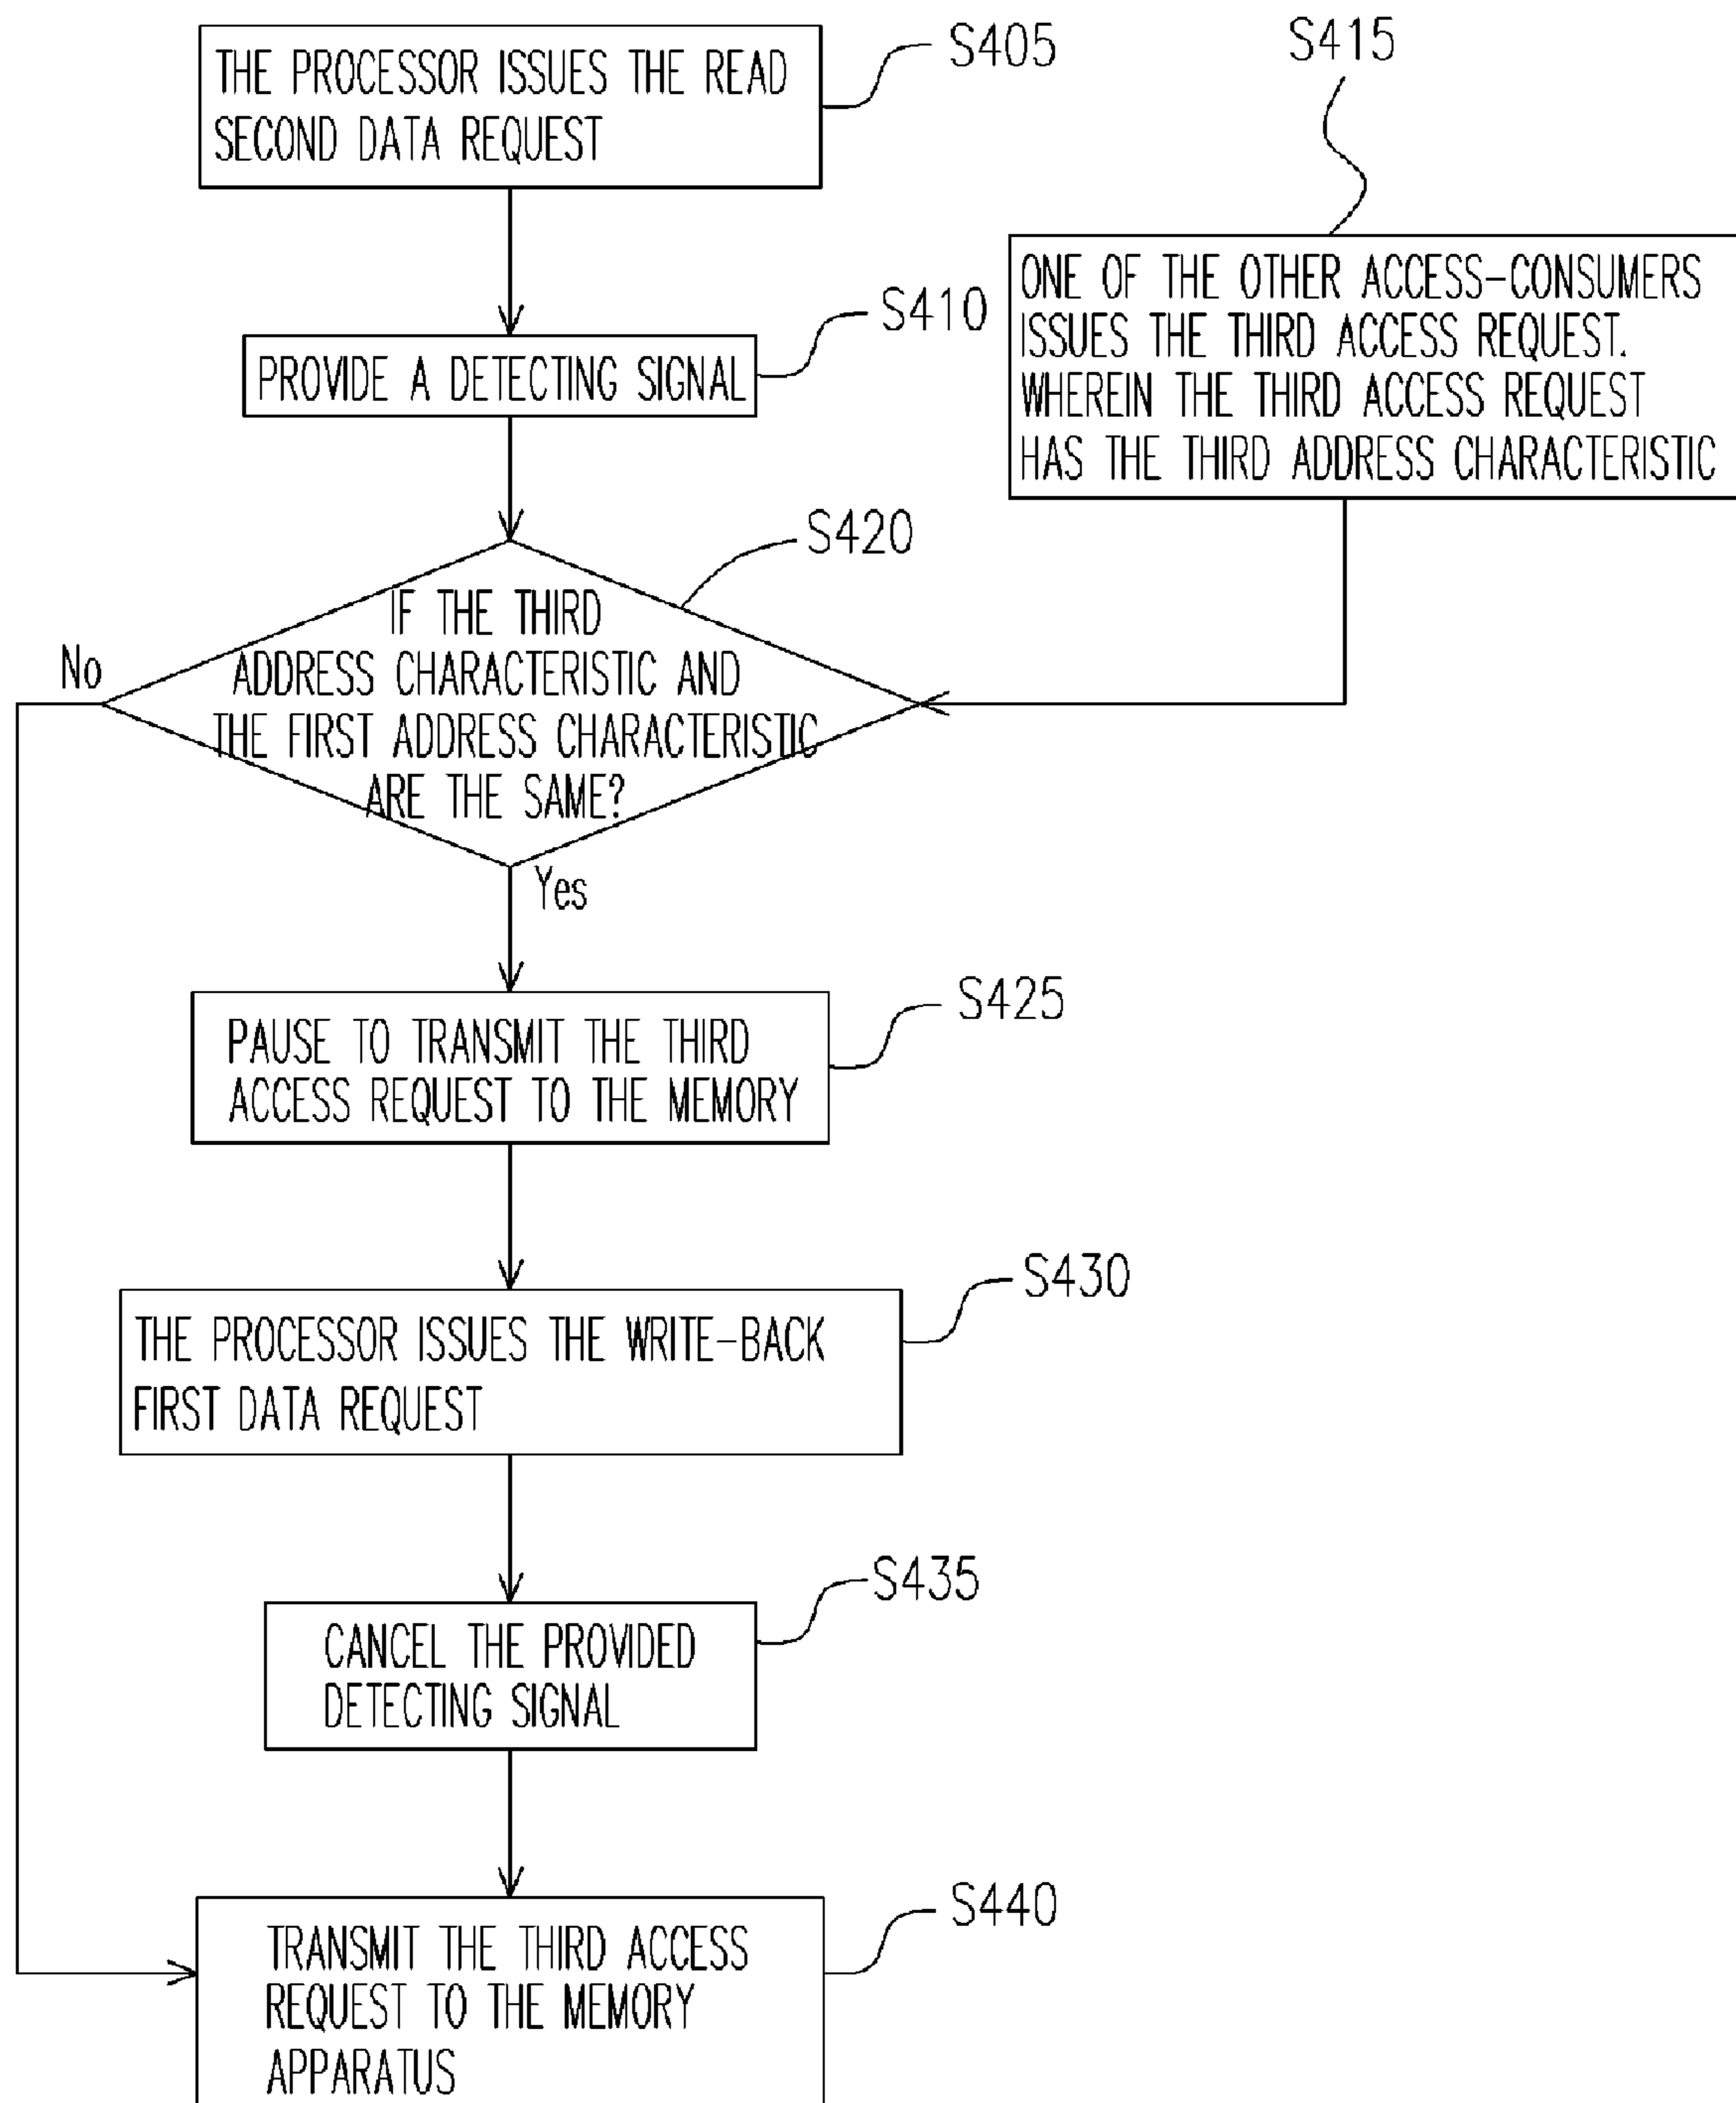 THE PROCESSOR ISSUES THE READ
SECOND DATA REQUEST
S405
S415
PROVIDE A DETECTING SIGNAL
S410
ONE OF THE OTHER ACCESS-CONSUMERS
ISSUES THE THIRD ACCESS REQUEST.
WHEREIN THE THIRD ACCESS REQUEST
HAS THE THIRD ADDRESS CHARACTERISTIC
S420
IF THE THIRD
ADDRESS CHARACTERISTIC AND
THE FIRST ADDRESS CHARACTERISTIC
ARE THE SAME?
No
Yes
PAUSE TO TRANSMIT THE THIRD
ACCESS REQUEST TO THE MEMORY
S425
THE PROCESSOR ISSUES THE WRITE-BACK
FIRST DATA REQUEST
S430
CANCEL THE PROVIDED
DETECTING SIGNAL
S435
TRANSMIT THE THIRD ACCESS
REQUEST TO THE MEMORY
APPARATUS
S440